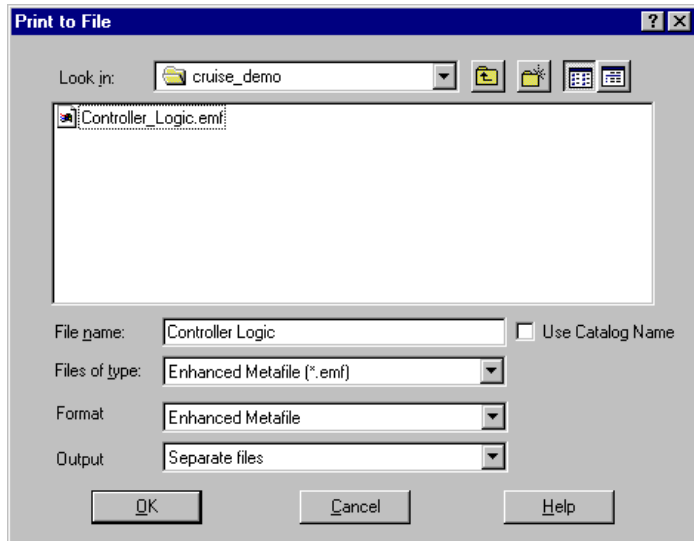 Print to File
Look in: cruise_demo
Controller_Logic.emf
File name: Controller Logic Use Catalog Name
Files of type: Enhanced Metafile (*.emf)
Format Enhanced Metafile
Output Separate files
OK Cancel Help